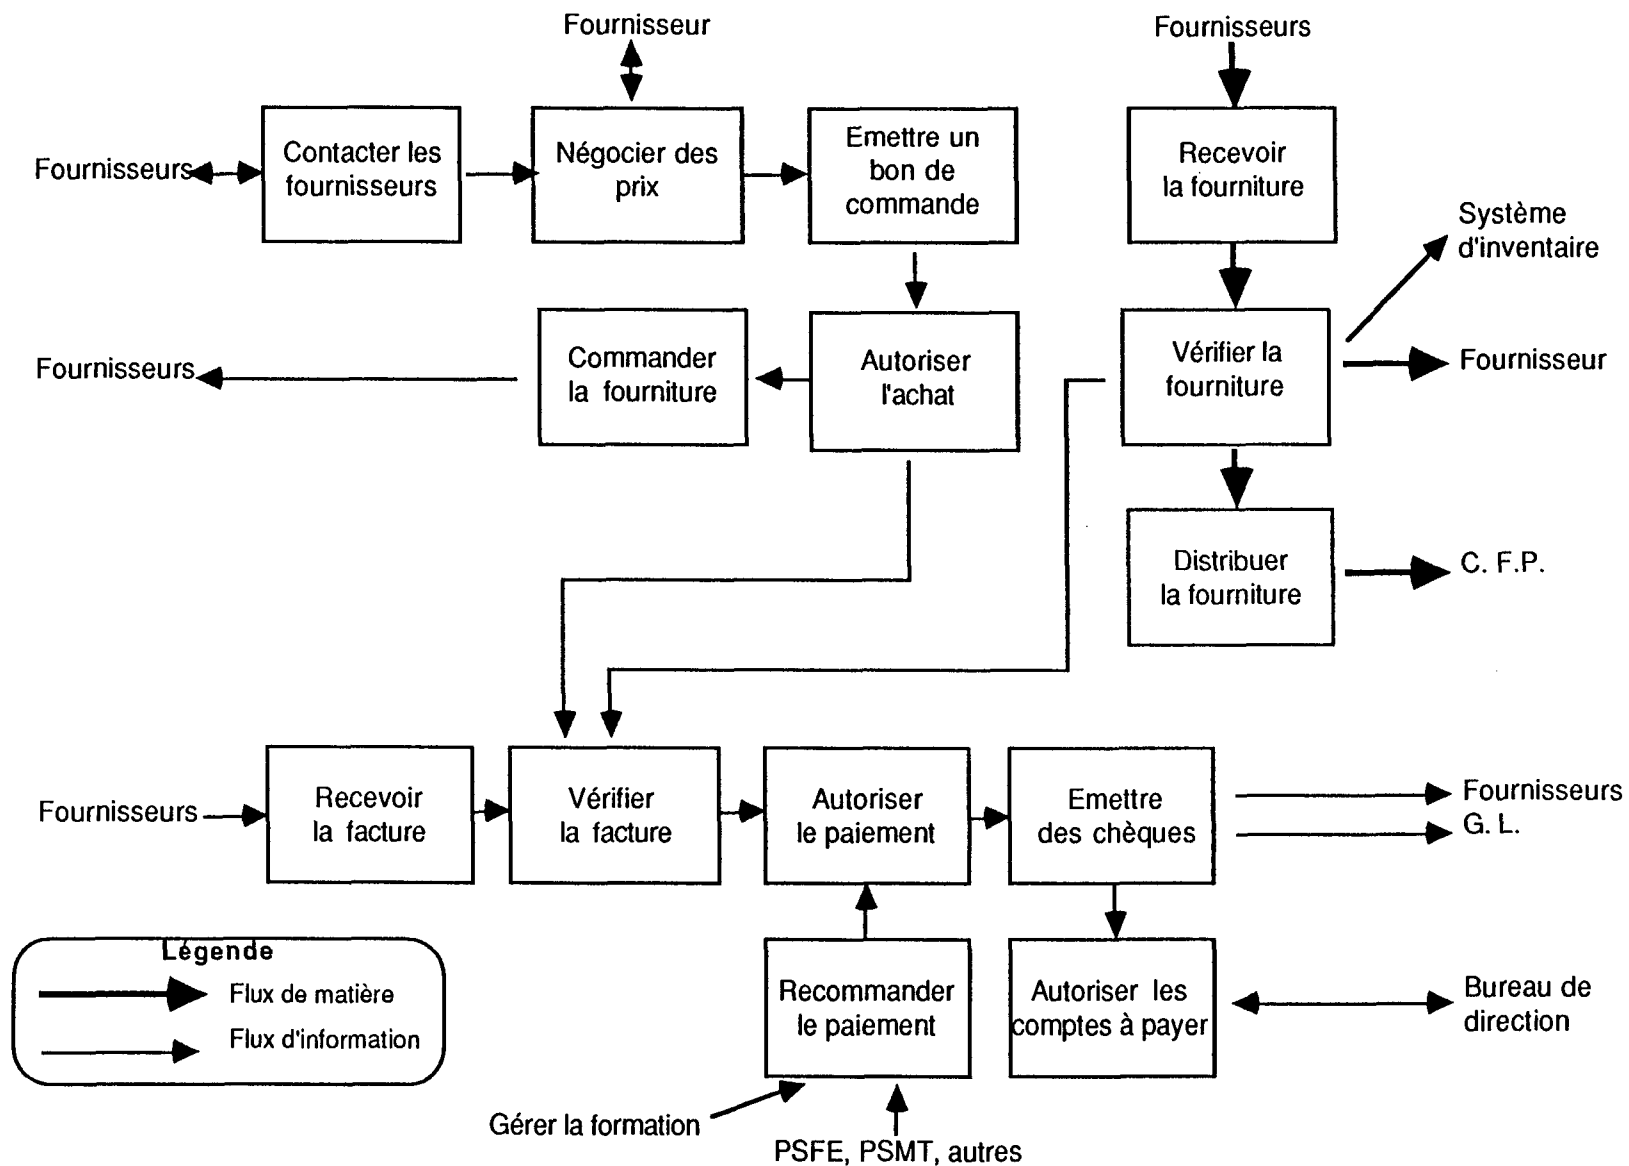 Fournisseur
Fournisseurs
Fournisseurs
Contacter les
fournisseurs
Négocier des
prix
Emettre un
bon de
commande
Recevoir
la fourniture
Système
d'inventaire
Fournisseurs
Commander
la fourniture
Autoriser
l'achat
Vérifier la
fourniture
Fournisseur
Distribuer
la fourniture
C. F.P.
Fournisseurs
Recevoir
la facture
Vérifier
la facture
Autoriser
le paiement
Emettre
des chèques
Fournisseurs
G. L.
Légende
Flux de matière
Flux d'information
Recommander
le paiement
Autoriser les
comptes à payer
Bureau de
direction
Gérer la formation
PSFE, PSMT, autres